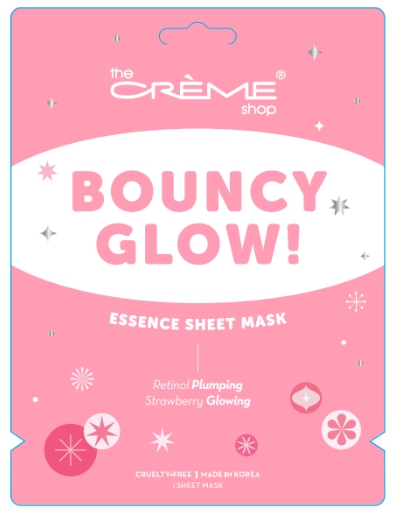 the
CRÈME®
shop
BOUNCY
GLOW!
ESSENCE SHEET MASK
Retinol Plumping
Strawberry Glowing
CRUELTY-FREE | MADE IN KOREA
1 SHEET MASK